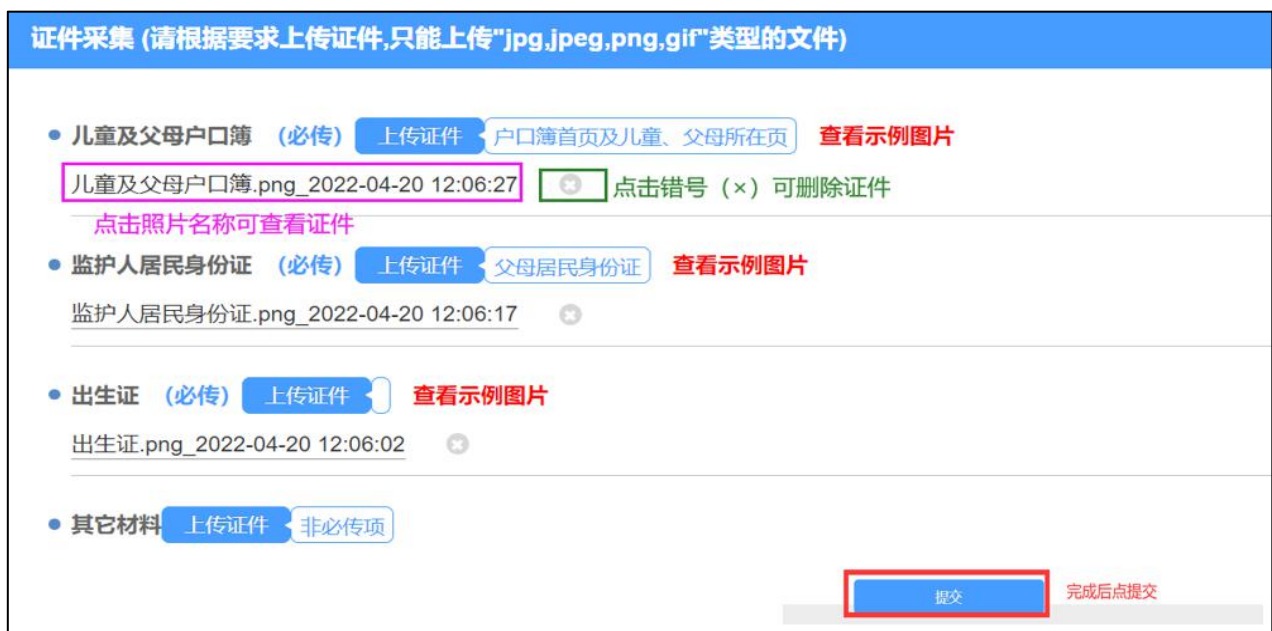 证件采集 (请根据要求上传证件,只能上传"jpg,jpeg,png,gif"类型的文件)
儿童及父母户口簿 (必传) 上传证件 户口簿首页及儿童、父母所在页 查看示例图片
儿童及父母户口簿.png_2022-04-20 12:06:27 点击错号（×）可删除证件
点击照片名称可查看证件
监护人居民身份证 (必传) 上传证件 父母居民身份证 查看示例图片
监护人居民身份证.png_2022-04-20 12:06:17
出生证 (必传) 上传证件 查看示例图片
出生证.png_2022-04-20 12:06:02
其它材料 上传证件 非必传项
提交 完成后点提交